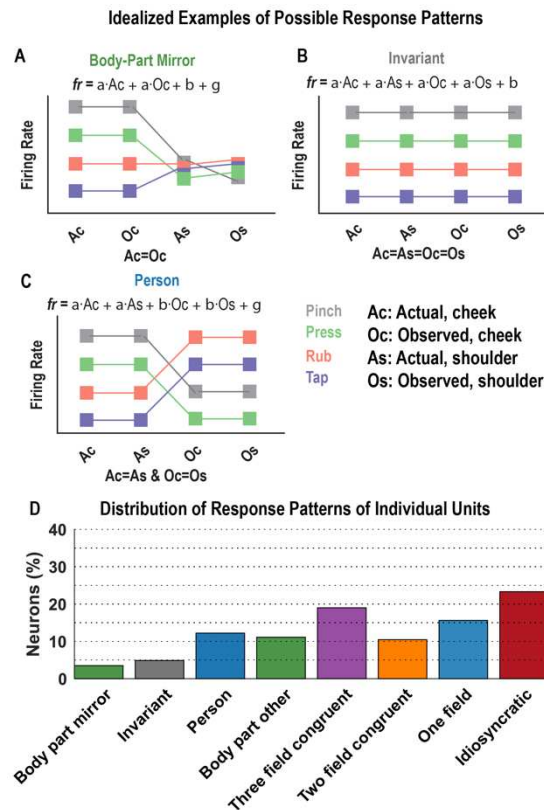 Idealized Examples of Possible Response Patterns
A
Body-Part Mirror
fr = a·Ac + a·Oc + b + g
Firing Rate
Ac
Oc
As
Os
Ac=Oc
B
Invariant
fr = a·Ac + a·As + a·Oc + a·Os + b
Firing Rate
Ac
Oc
As
Os
Ac=As=Oc=Os
C
Person
fr = a·Ac + a·As + b·Oc + b·Os + g
Firing Rate
Ac
As
Oc
Os
Ac=As & Oc=Os
Pinch
Press
Rub
Tap
Ac: Actual, cheek
Oc: Observed, cheek
As: Actual, shoulder
Os: Observed, shoulder
D
Distribution of Response Patterns of Individual Units
Neurons (%)
40
30
20
10
0
Body part mirror
Invariant
Person
Body part other
Three field congruent
Two field congruent
One field
Idiosyncratic